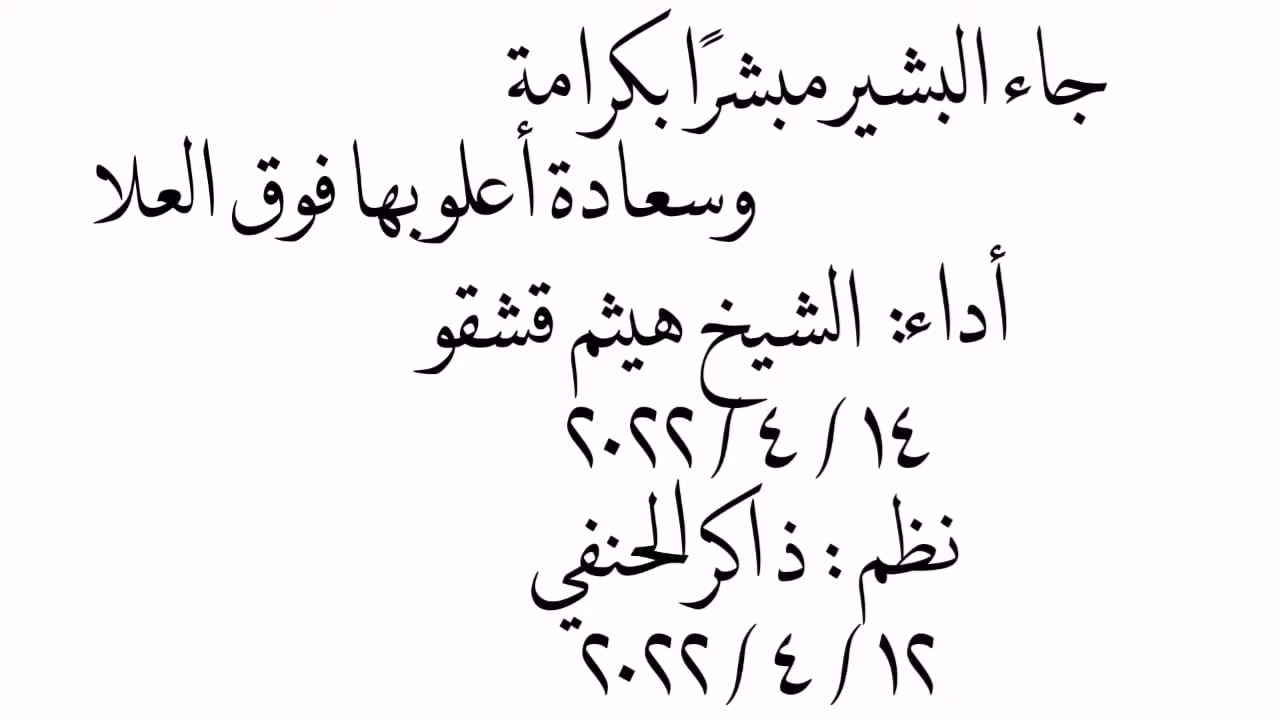 جاء البشير مبشرًا بكرامة
وسعادة أعلو بها فوق العلا
أداء: الشيخ هيثم قشقو
١٤ / ٤ / ٢٠٢٢
نظم : ذاكر الحنفي
١٢ / ٤ / ٢٠٢٢